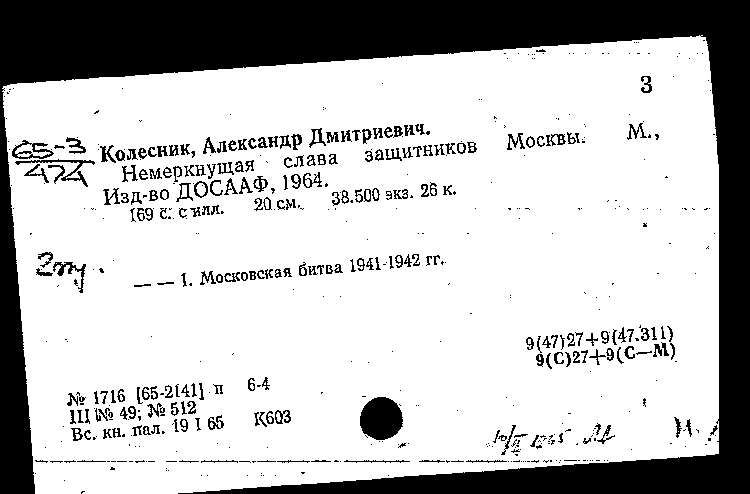 3
65-3
474
Колесник, Александр Дмитриевич.
Немеркнущая слава защитников Москвы. М.,
Изд-во ДОСААФ, 1964.
169 с. с илл. 20 см. 38.500 экз. 26 к.
— — 1. Московская битва 1941-1942 гг.
9(47)27+9(47.311)
9(С)27+9(С—М)
№ 1716 [65-2141] п 6-4
ПЦ № 49; № 512
Вс. кн. пал. 19 I 65 К603